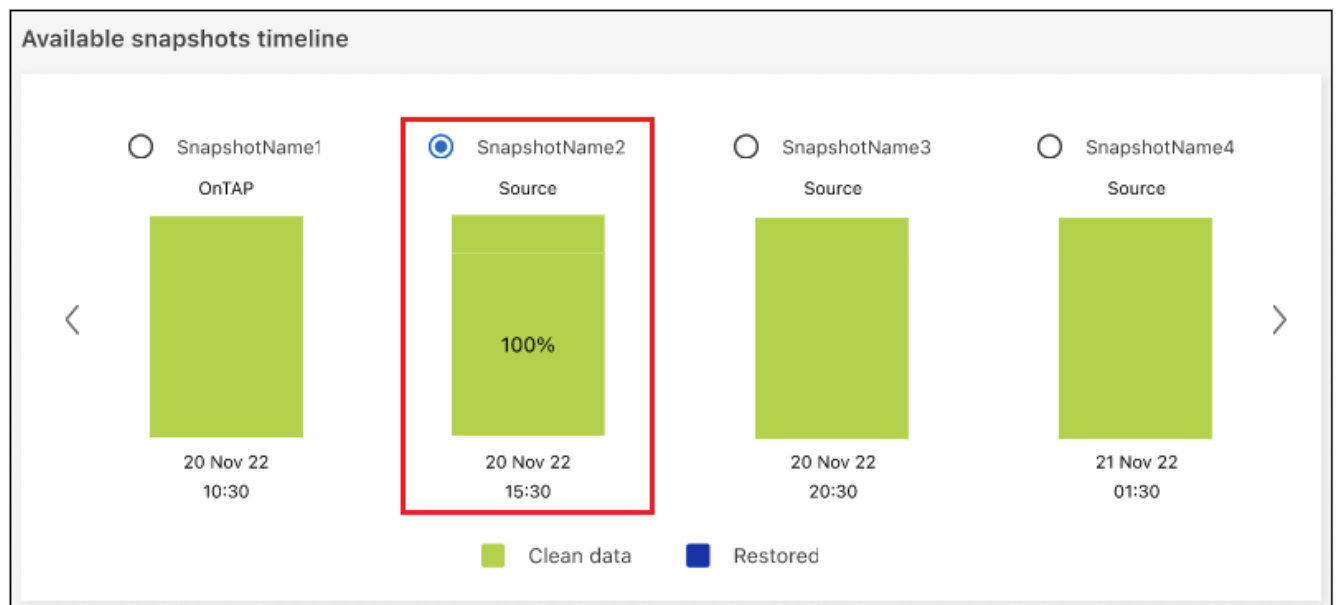 Available snapshots timeline
SnapshotName1
OnTAP
20 Nov 22
10:30
SnapshotName2
Source
100%
20 Nov 22
15:30
SnapshotName3
Source
20 Nov 22
20:30
SnapshotName4
Source
21 Nov 22
01:30
Clean data
Restored